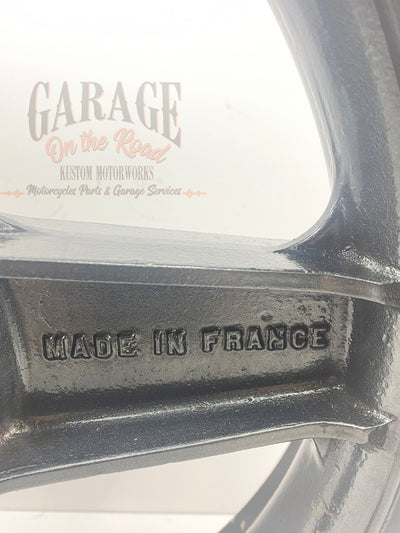 GARAGE
On the Road
KUSTOM MOTORWORKS
Motorcycles Parts & Garage Services
MADE IN FRANCE